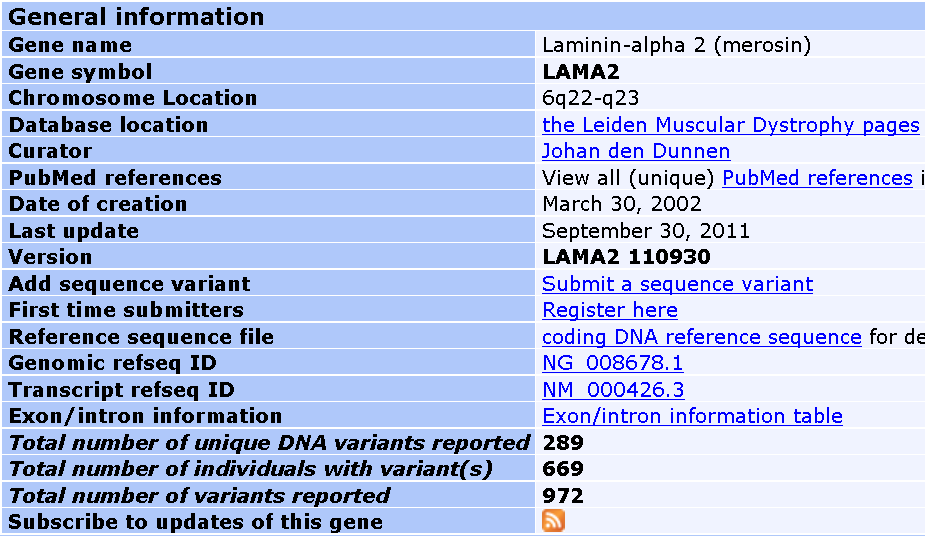 General information
Gene name Laminin-alpha 2 (merosin)
Gene symbol LAMA2
Chromosome Location 6q22-q23
Database location the Leiden Muscular Dystrophy pages
Curator Johan den Dunnen
PubMed references View all (unique) PubMed references i
Date of creation March 30, 2002
Last update September 30, 2011
Version LAMA2 110930
Add sequence variant Submit a sequence variant
First time submitters Register here
Reference sequence file coding DNA reference sequence for de
Genomic refseq ID NG_008678.1
Transcript refseq ID NM_000426.3
Exon/intron information Exon/intron information table
Total number of unique DNA variants reported 289
Total number of individuals with variant(s) 669
Total number of variants reported 972
Subscribe to updates of this gene